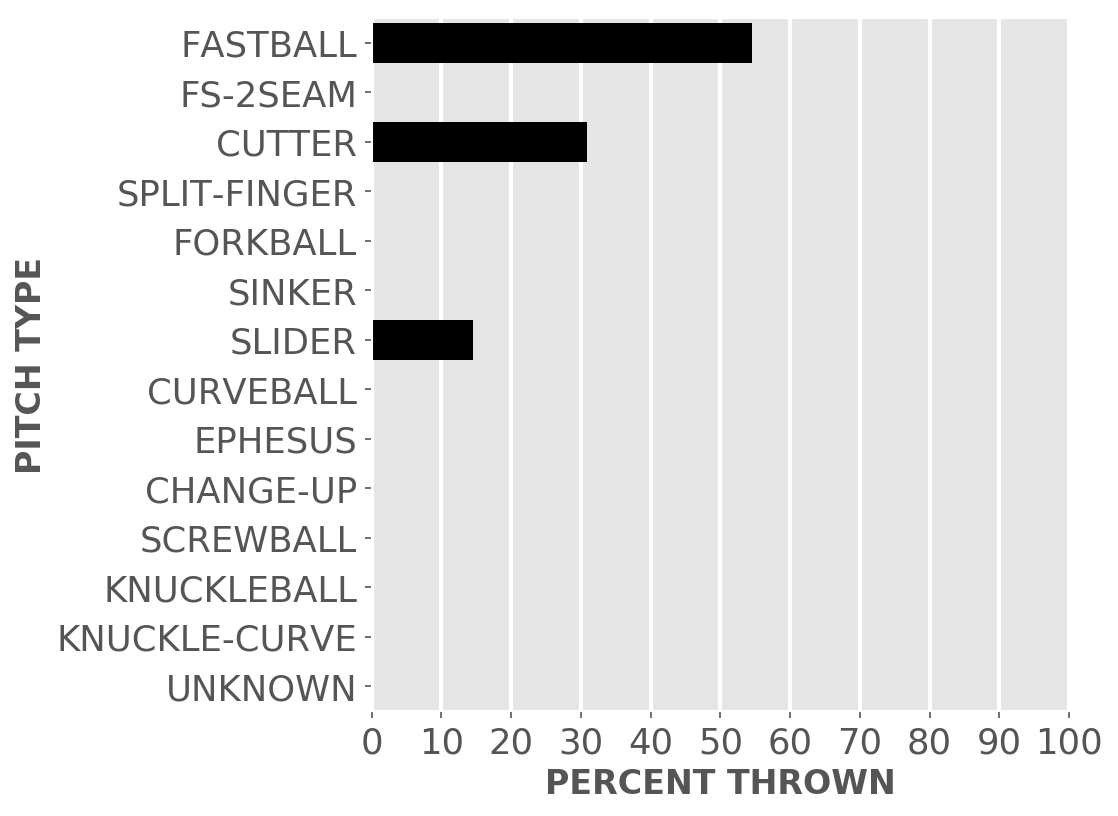 FASTBALL
FS-2SEAM
CUTTER
SPLIT-FINGER
FORKBALL
SINKER
SLIDER
CURVEBALL
EPHESUS
CHANGE-UP
SCREWBALL
KNUCKLEBALL
KNUCKLE-CURVE
UNKNOWN
PITCH TYPE
0 10 20 30 40 50 60 70 80 90 100
PERCENT THROWN